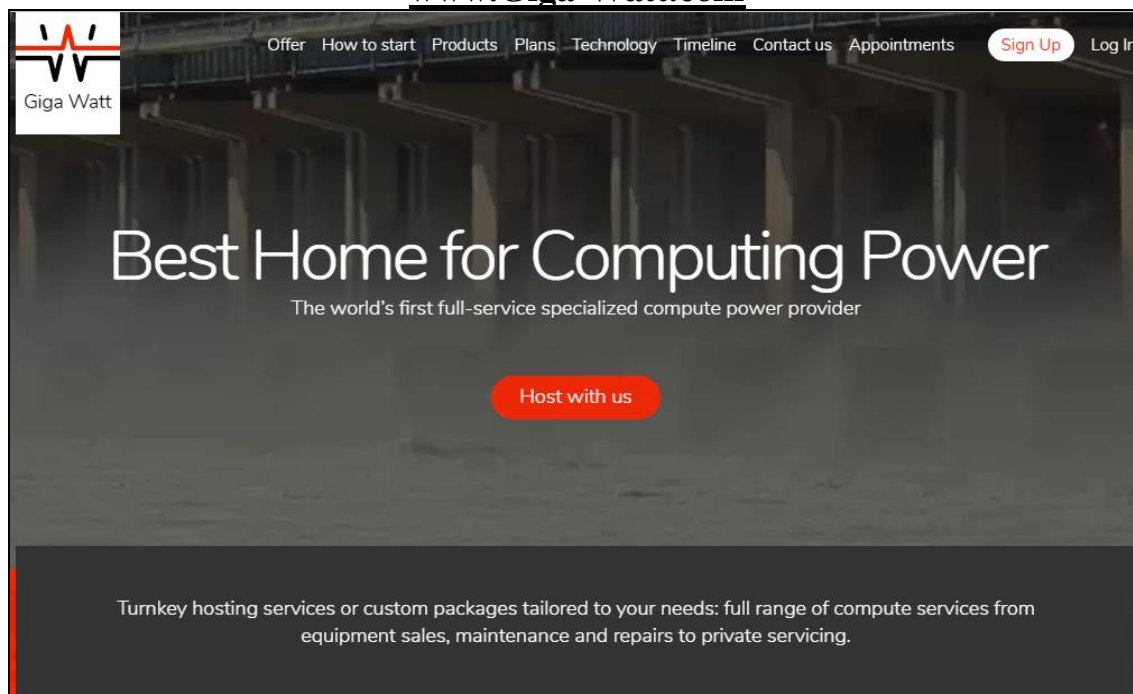 Giga Watt
Offer How to start Products Plans Technology Timeline Contact us Appointments Sign Up Log In
Best Home for Computing Power
The world's first full-service specialized compute power provider
Host with us
Turnkey hosting services or custom packages tailored to your needs: full range of compute services from
equipment sales, maintenance and repairs to private servicing.